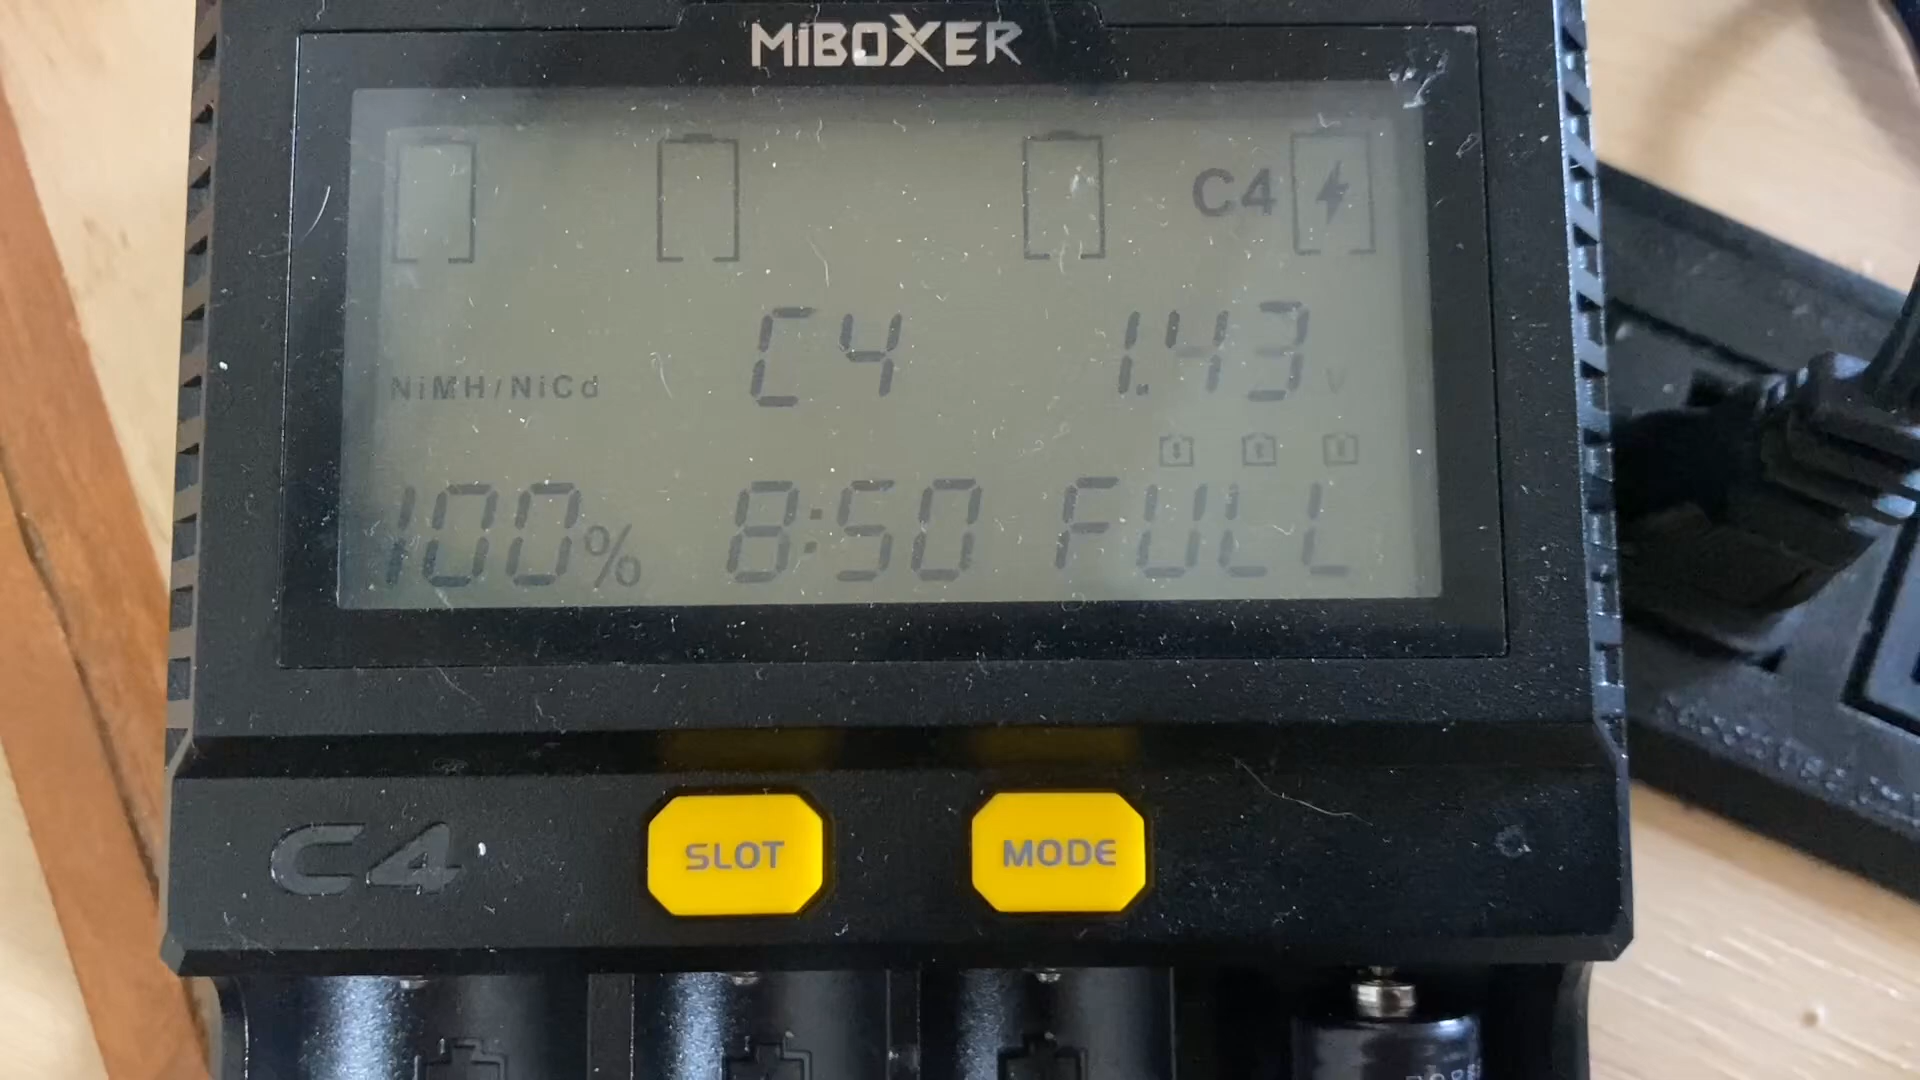 MiBOXER
C4
NiMH/NiCd C4 1.43 V
100% 8:50 FULL
C4 SLOT MODE